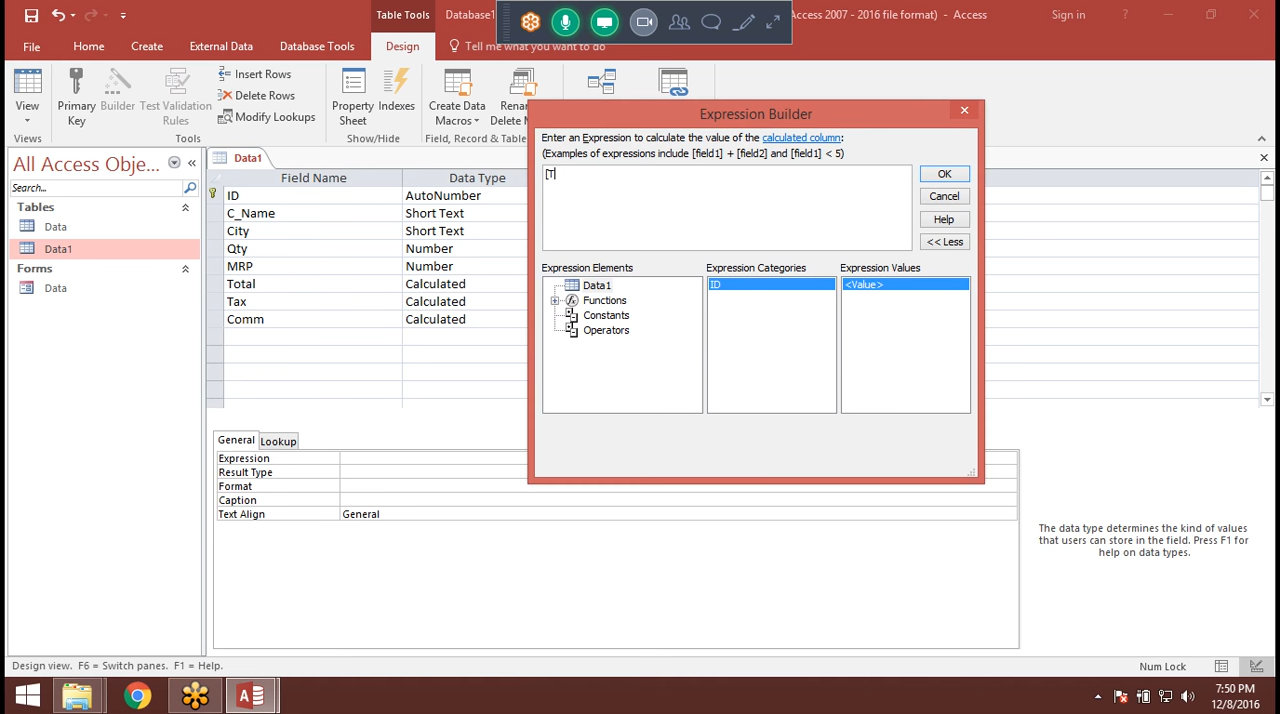 Table Tools
Database1
Access 2007 - 2016 file format) - Access
Sign in
?
File
Home
Create
External Data
Database Tools
Design
Tell me what you want to do
View
Primary Key
Builder
Test Validation Rules
Insert Rows
Delete Rows
Modify Lookup
Property Sheet
Indexes
Create Data Macros
Delete M
Views
Tools
Show/Hide
Field, Record & Table
All Access Obje...
Search...
Tables
Data
Data1
Forms
Data
Data1
Field Name
Data Type
ID
AutoNumber
C_Name
Short Text
City
Short Text
Qty
Number
MRP
Number
Total
Calculated
Tax
Calculated
Comm
Calculated
Expression Builder
Enter an Expression to calculate the value of the calculated column:
(Examples of expressions include [field1] + [field2] and [field1] < 5)
[T
OK
Cancel
Help
<< Less
Expression Elements
Expression Categories
Expression Values
Data1
Functions
Constants
Operators
ID
<Value>
General
Lookup
Expression
Result Type
Format
Caption
Text Align
General
The data type determines the kind of values
that users can store in the field. Press F1 for
help on data types.
Design view. F6 = Switch panes. F1 = Help.
Num Lock
7:50 PM
12/8/2016